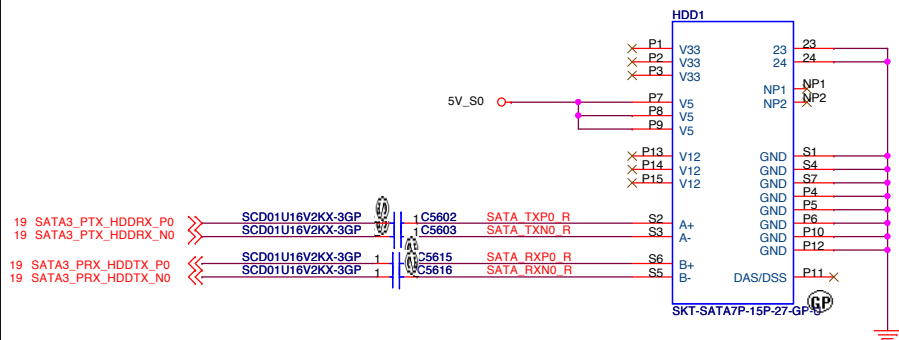 HDD1
P1 V33 23 23
P2 V33 24 24
P3 V33
NP1 NP1
5V_S0 P7 V5 NP2 NP2
P8 V5
P9 V5
P13 V12 GND S1
P14 V12 GND S4
P15 V12 GND S7
GND P4
GND P5
19 SATA3_PTX_HDDRX_P0 SCD01U16V2KX-3GP 1 C5602 SATA_TXP0_R S2 A+ GND P6
19 SATA3_PTX_HDDRX_N0 SCD01U16V2KX-3GP 1 C5603 SATA_TXN0_R S3 A- GND P10
GND P12
19 SATA3_PRX_HDDTX_P0 SCD01U16V2KX-3GP 1 C5615 SATA_RXP0_R S6 B+
19 SATA3_PRX_HDDTX_N0 SCD01U16V2KX-3GP 1 C5616 SATA_RXN0_R S5 B- DAS/DSS P11
GP
SKT-SATA7P-15P-27-GP-U